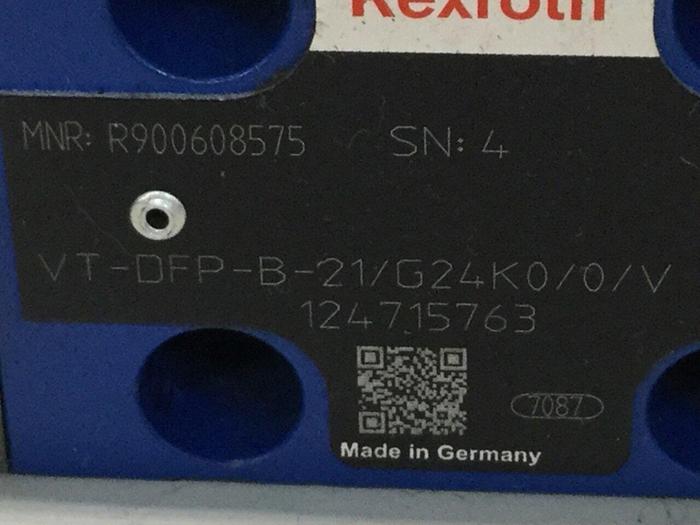 Rexroth
MNR: R900608575 SN: 4
VT-DFP-B-21/G24K0/0/V
124715763
7087
Made in Germany